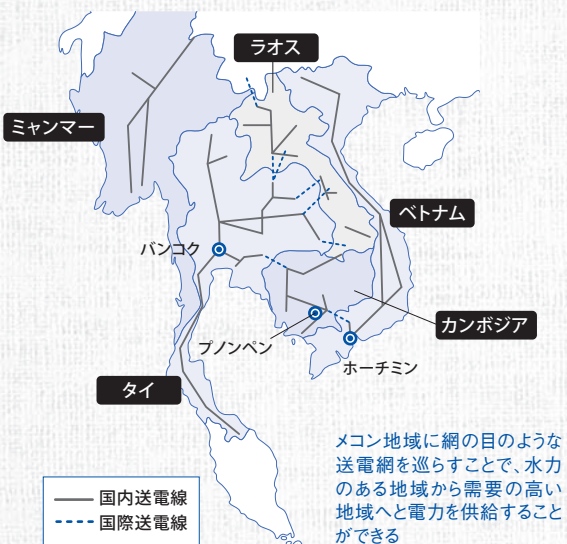 ラオス
ミャンマー
ベトナム
バンコク
カンボジア
プノンペン
ホーチミン
タイ
メコン地域に網の目のような
送電網を巡らすことで、水力
のある地域から需要の高い
地域へと電力を供給すること
ができる
国内送電線
国際送電線